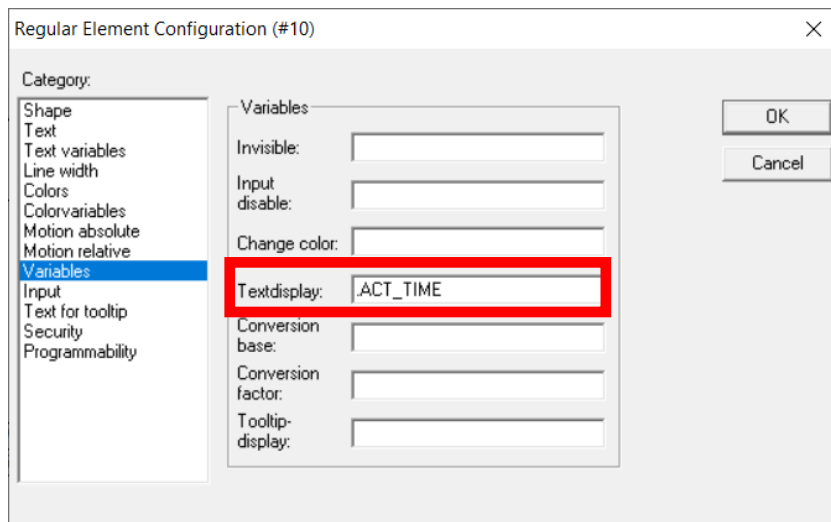 Regular Element Configuration (#10)
Category:
Shape
Text
Text variables
Line width
Colors
Colorvariables
Motion absolute
Motion relative
Variables
Input
Text for tooltip
Security
Programmability
Variables
Invisible:
Input
disable:
Change color:
Textdisplay: .ACT_TIME
Conversion
base:
Conversion
factor:
Tooltip-
display:
OK
Cancel